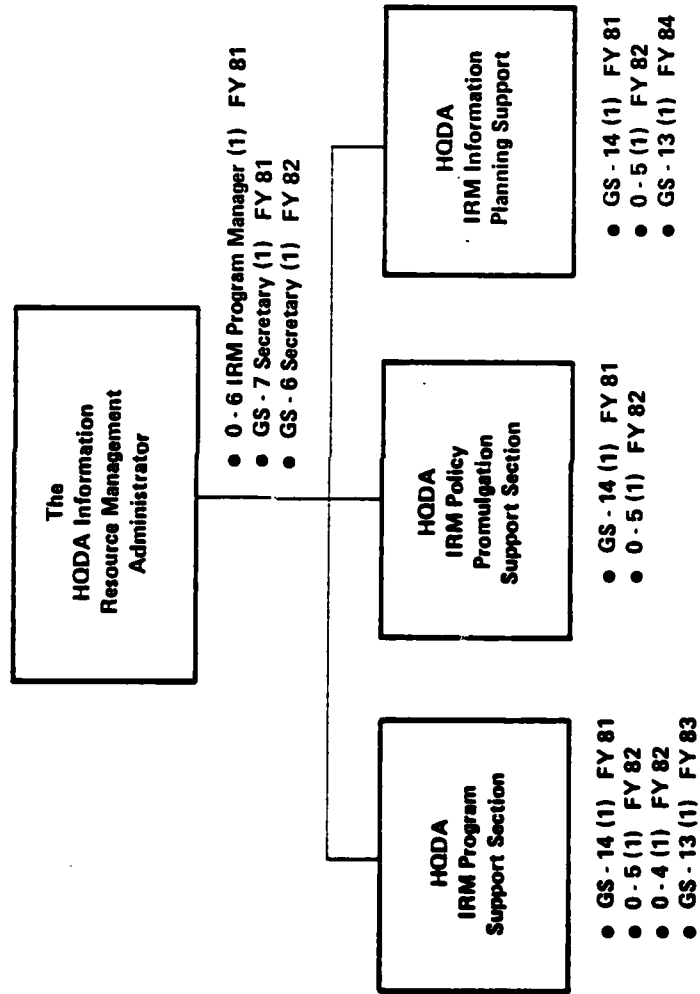 The
HQDA Information
Resource Management
Administrator
● 0 - 6 IRM Program Manager (1) FY 81
● GS - 7 Secretary (1) FY 81
● GS - 6 Secretary (1) FY 82
HQDA
IRM Program
Support Section
● GS - 14 (1) FY 81
● 0 - 5 (1) FY 82
● 0 - 4 (1) FY 82
● GS - 13 (1) FY 83
HQDA
IRM Policy
Promulgation
Support Section
● GS - 14 (1) FY 81
● 0 - 5 (1) FY 82
HQDA
IRM Information
Planning Support
● GS - 14 (1) FY 81
● 0 - 5 (1) FY 82
● GS - 13 (1) FY 84